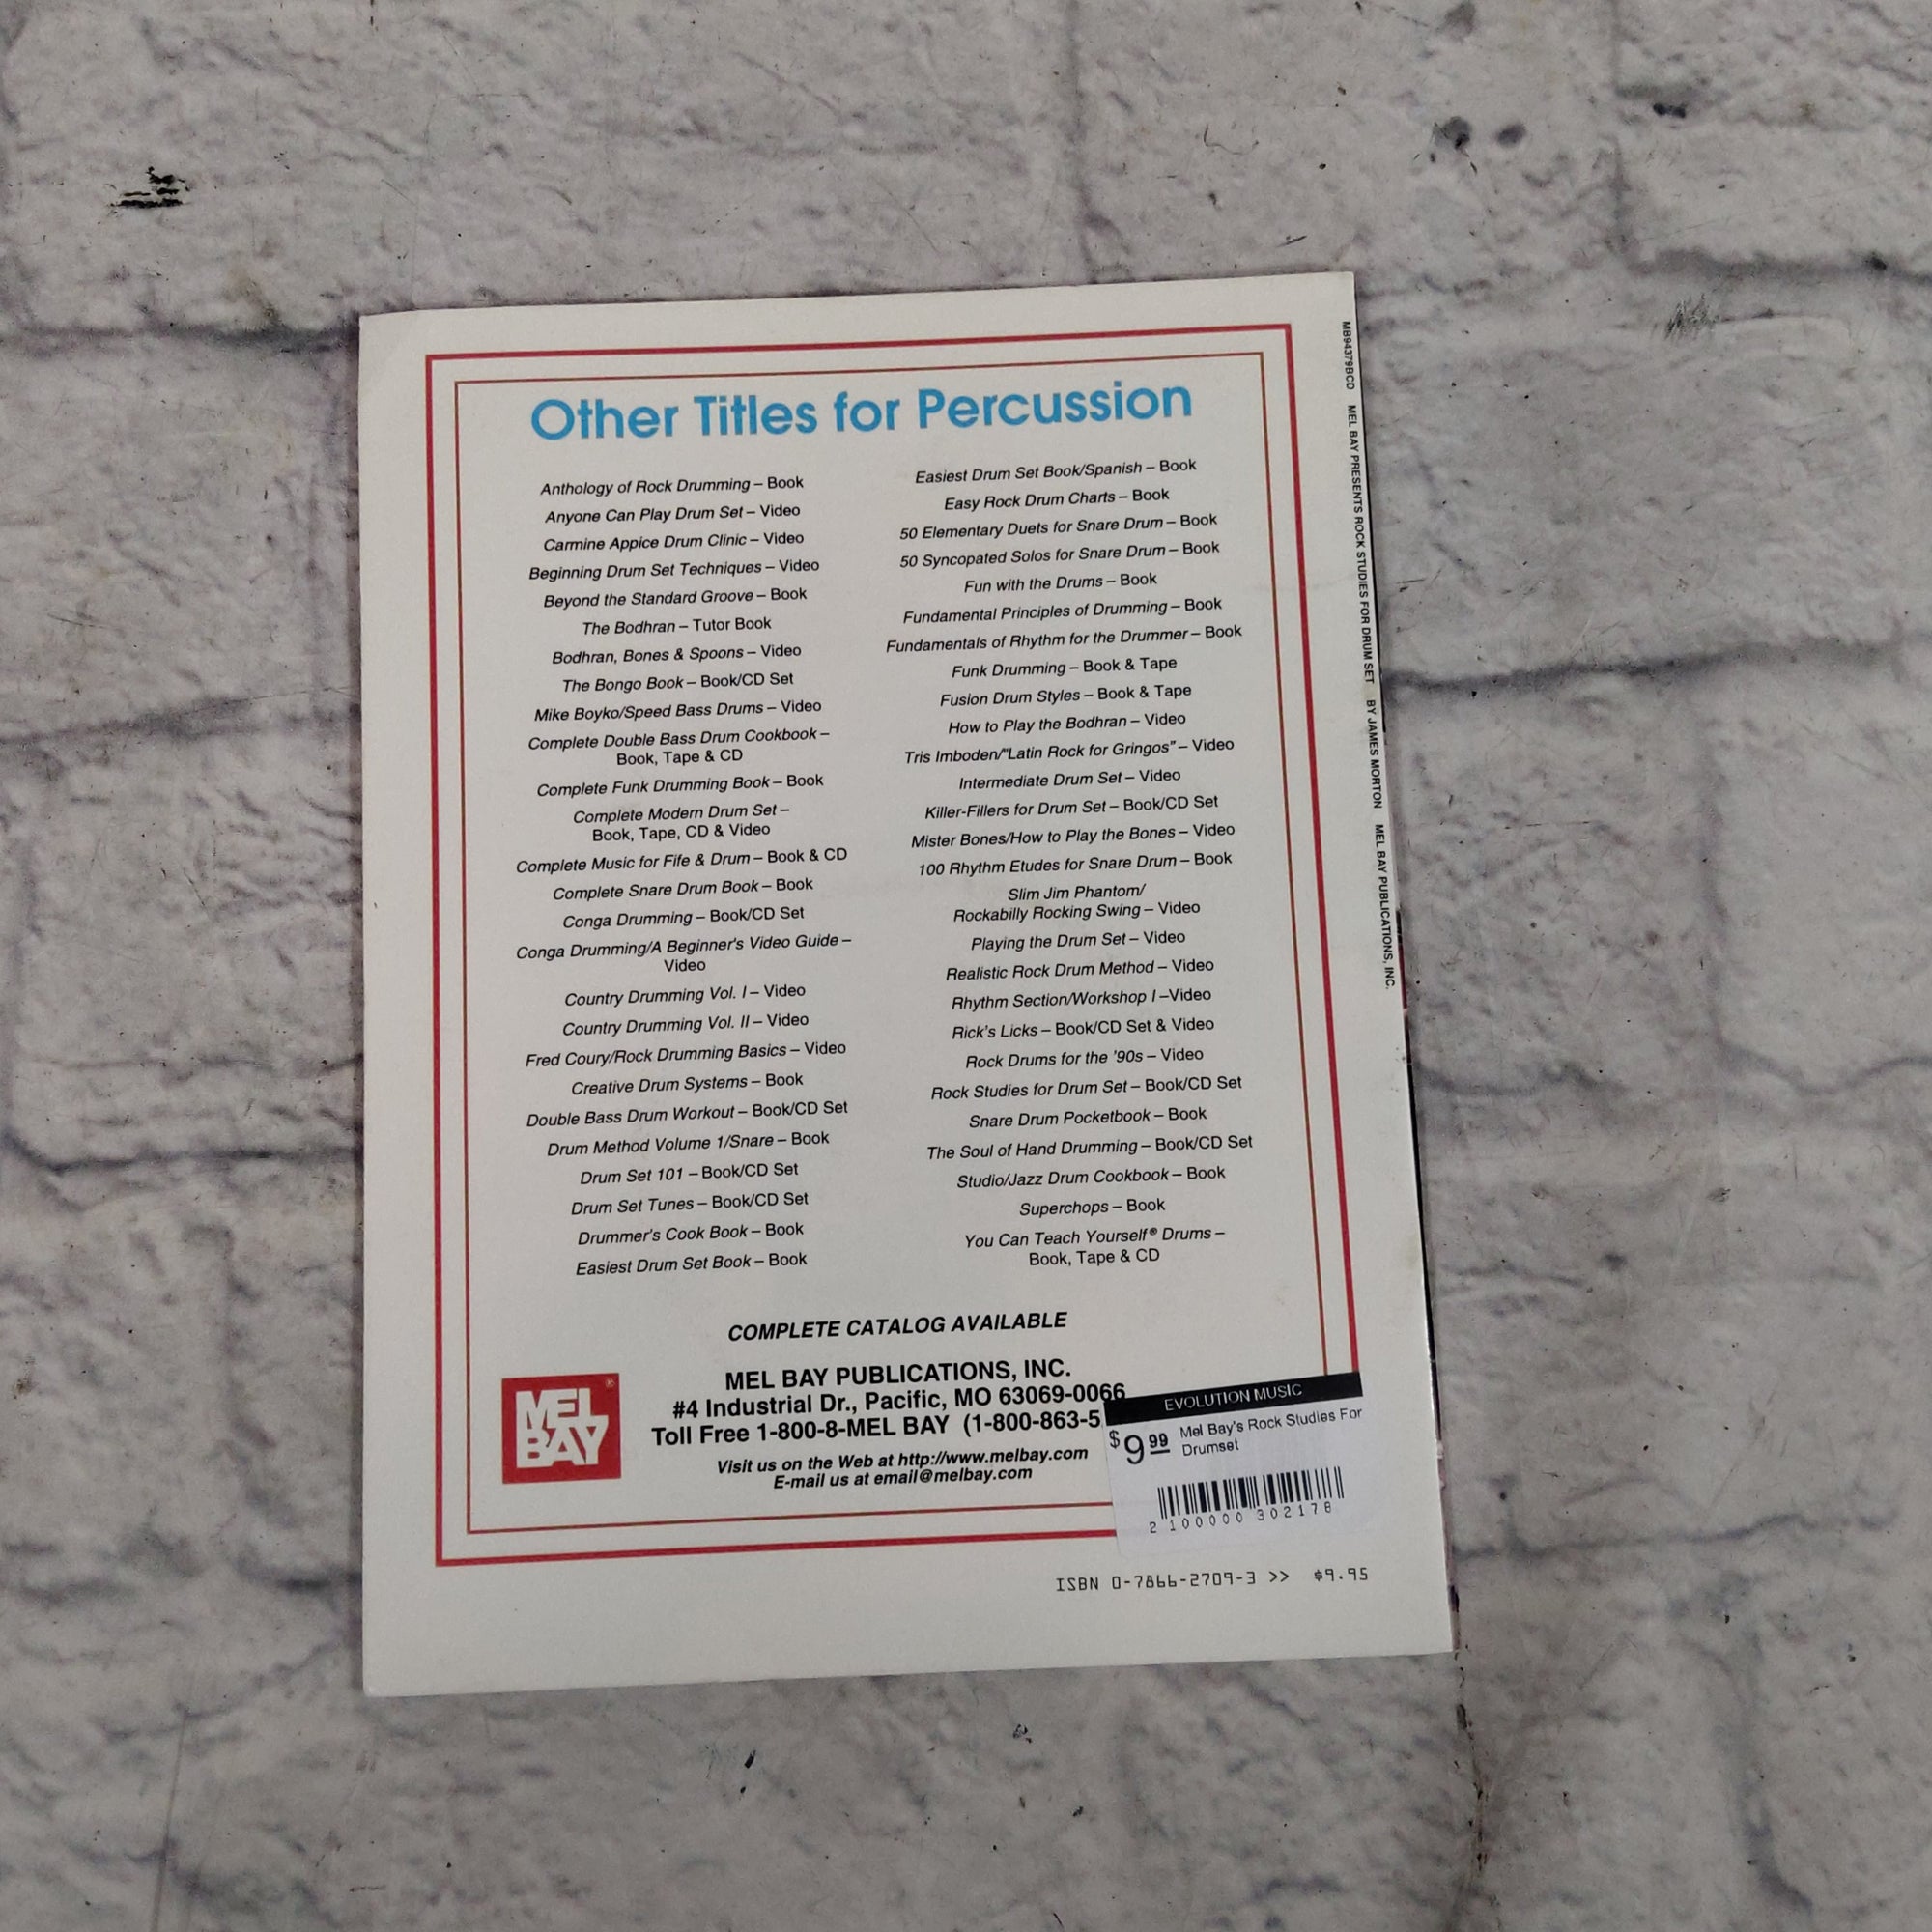 Other Titles for Percussion
Anthology of Rock Drumming – Book
Anyone Can Play Drum Set – Video
Carmine Appice Drum Clinic – Video
Beginning Drum Set Techniques – Video
Beyond the Standard Groove – Book
The Bodhran – Tutor Book
Bodhran, Bones & Spoons – Video
The Bongo Book – Book/CD Set
Mike Boyko/Speed Bass Drums – Video
Complete Double Bass Drum Cookbook –
Book, Tape & CD
Complete Funk Drumming Book – Book
Complete Modern Drum Set –
Book, Tape, CD & Video
Complete Music for Fife & Drum – Book & CD
Complete Snare Drum Book – Book
Conga Drumming – Book/CD Set
Conga Drumming/A Beginner's Video Guide –
Video
Country Drumming Vol. I – Video
Country Drumming Vol. II – Video
Fred Coury/Rock Drumming Basics – Video
Creative Drum Systems – Book
Double Bass Drum Workout – Book/CD Set
Drum Method Volume 1/Snare – Book
Drum Set 101 – Book/CD Set
Drum Set Tunes – Book/CD Set
Drummer's Cook Book – Book
Easiest Drum Set Book – Book
Easiest Drum Set Book/Spanish – Book
Easy Rock Drum Charts – Book
50 Elementary Duets for Snare Drum – Book
50 Syncopated Solos for Snare Drum – Book
Fun with the Drums – Book
Fundamental Principles of Drumming – Book
Fundamentals of Rhythm for the Drummer – Book
Funk Drumming – Book & Tape
Fusion Drum Styles – Book & Tape
How to Play the Bodhran – Video
Tris Imboden/"Latin Rock for Gringos" – Video
Intermediate Drum Set – Video
Killer-Fillers for Drum Set – Book/CD Set
Mister Bones/How to Play the Bones – Video
100 Rhythm Etudes for Snare Drum – Book
Slim Jim Phantom/
Rockabilly Rocking Swing – Video
Playing the Drum Set – Video
Realistic Rock Drum Method – Video
Rhythm Section/Workshop I –Video
Rick's Licks – Book/CD Set & Video
Rock Drums for the '90s – Video
Rock Studies for Drum Set – Book/CD Set
Snare Drum Pocketbook – Book
The Soul of Hand Drumming – Book/CD Set
Studio/Jazz Drum Cookbook – Book
Superchops – Book
You Can Teach Yourself® Drums –
Book, Tape & CD
COMPLETE CATALOG AVAILABLE
MEL BAY PUBLICATIONS, INC.
#4 Industrial Dr., Pacific, MO 63069-0066
Toll Free 1-800-8-MEL BAY (1-800-863-5
Visit us on the Web at http://www.melbay.com
E-mail us at email@melbay.com
MEL
BAY®
EVOLUTION MUSIC
$9.99
Mel Bay's Rock Studies For
Drumset
2 100000 302178
ISBN 0-7866-2709-3 >> $9.95
MB94379BCD MEL BAY PRESENTS ROCK STUDIES FOR DRUM SET BY JAMES MORTON MEL BAY PUBLICATIONS, INC.